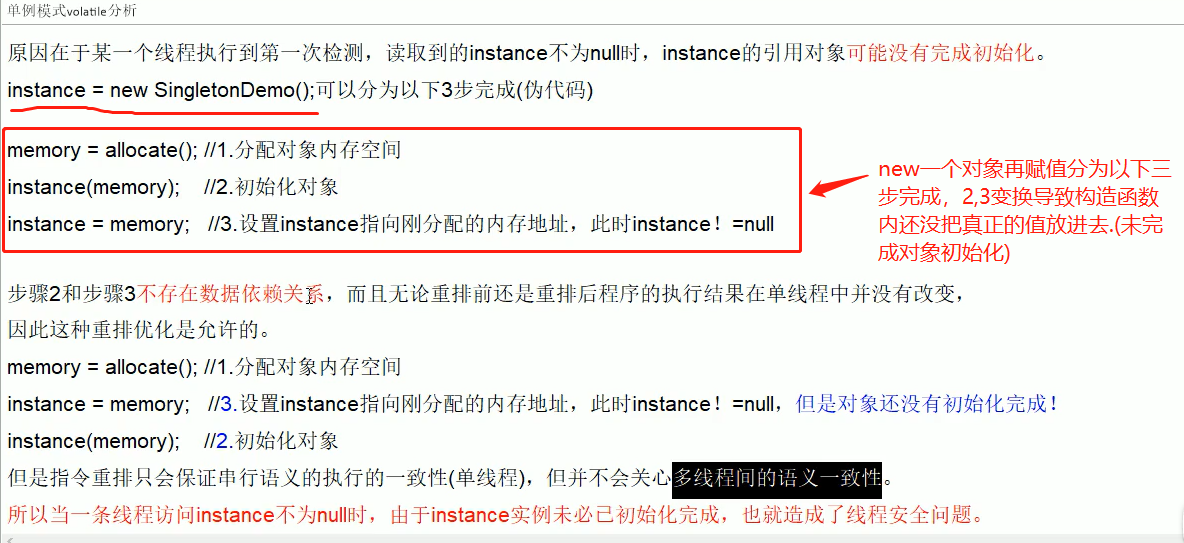 单例模式volatile分析
原因在于某一个线程执行到第一次检测，读取到的instance不为null时，instance的引用对象可能没有完成初始化。
instance = new SingletonDemo();可以分为以下3步完成(伪代码)
memory = allocate(); //1.分配对象内存空间
instance(memory); //2.初始化对象
instance = memory; //3.设置instance指向刚分配的内存地址，此时instance！=null
new一个对象再赋值分为以下三
步完成，2,3变换导致构造函数
内还没把真正的值放进去.(未完
成对象初始化)
步骤2和步骤3不存在数据依赖关系，而且无论重排前还是重排后程序的执行结果在单线程中并没有改变，
因此这种重排优化是允许的。
memory = allocate(); //1.分配对象内存空间
instance = memory; //3.设置instance指向刚分配的内存地址，此时instance！=null，但是对象还没有初始化完成！
instance(memory); //2.初始化对象
但是指令重排只会保证串行语义的执行的一致性(单线程)，但并不会关心多线程间的语义一致性。
所以当一条线程访问instance不为null时，由于instance实例未必已初始化完成，也就造成了线程安全问题。